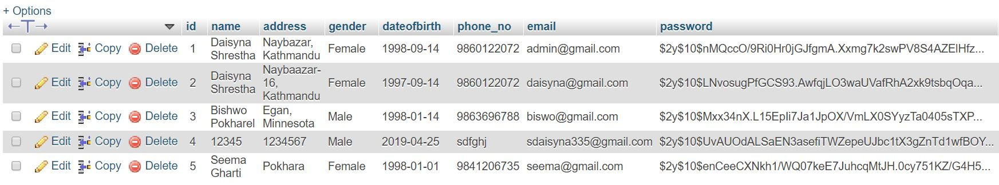 + Options
←T→ id name address gender dateofbirth phone_no email password
Edit Copy Delete 1 Daisyna Shrestha Naybazar, Kathmandu Female 1998-09-14 9860122072 admin@gmail.com $2y$10$nMQccO/9Ri0Hr0jGJfgmA.Xxmg7k2swPV8S4AZElHfz...
Edit Copy Delete 2 Daisyna Shrestha Naybaazar-16, Kathmandu Female 1997-09-14 9860122072 daisyna@gmail.com $2y$10$LNvosugPfGCS93.AwfqjLO3waUVafRhA2xk9tsbqOqa...
Edit Copy Delete 3 Bishwo Pokharel Egan, Minnesota Male 1998-01-14 9863696788 biswo@gmail.com $2y$10$Mxx34nX.L15EpIi7Ja1JpOX/VmLX0SYyzTa0405sTXP...
Edit Copy Delete 4 12345 1234567 Male 2019-04-25 sdfghj sdaisyna335@gmail.com $2y$10$UvAUOdALSaEN3asefiTWZepeUJbc1tX3gZnTd1wfBOY...
Edit Copy Delete 5 Seema Gharti Pokhara Female 1998-01-01 9841206735 seema@gmail.com $2y$10$enCeeCXNkh1/WQ07keE7JuhcqMtJH.0cy751KZ/G4H5...